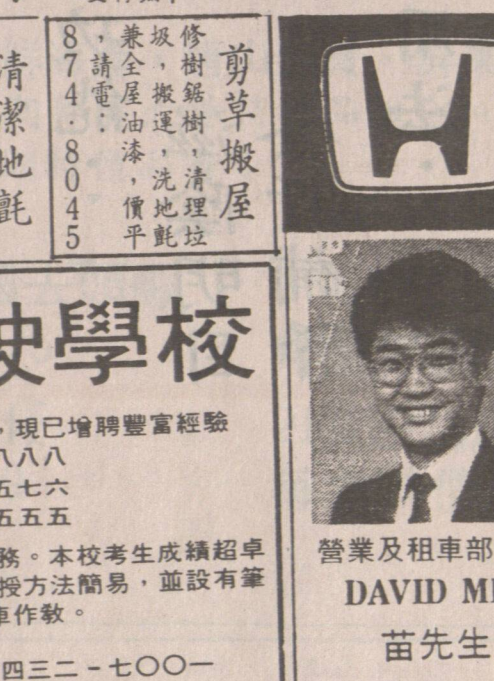 清潔地氈
剪草搬屋
修樹鋸樹，清理垃
圾，搬運，洗地氈
兼全屋油漆，價平
，請電：
874·8045
駛學校
，現已增聘豐富經驗
八八八
五七六
五五五
務。本校考生成績超卓
授方法簡易，並設有筆
車作教。
四三二－七〇〇一
營業及租車部
DAVID M
苗先生